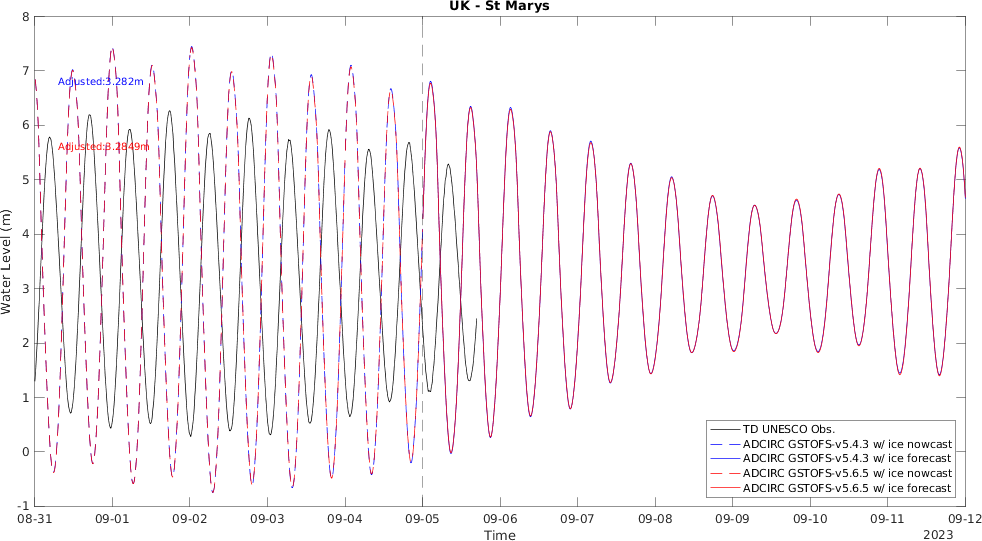 UK - St Marys
8
7
6
5
4
3
2
1
0
-1
Water Level (m)
Adjusted:3.282m
Adjusted:3.2849m
TD UNESCO Obs.
ADCIRC GSTOFS-v5.4.3 w/ ice nowcast
ADCIRC GSTOFS-v5.4.3 w/ ice forecast
ADCIRC GSTOFS-v5.6.5 w/ ice nowcast
ADCIRC GSTOFS-v5.6.5 w/ ice forecast
08-31 09-01 09-02 09-03 09-04 09-05 09-06 09-07 09-08 09-09 09-10 09-11 09-12
Time
2023